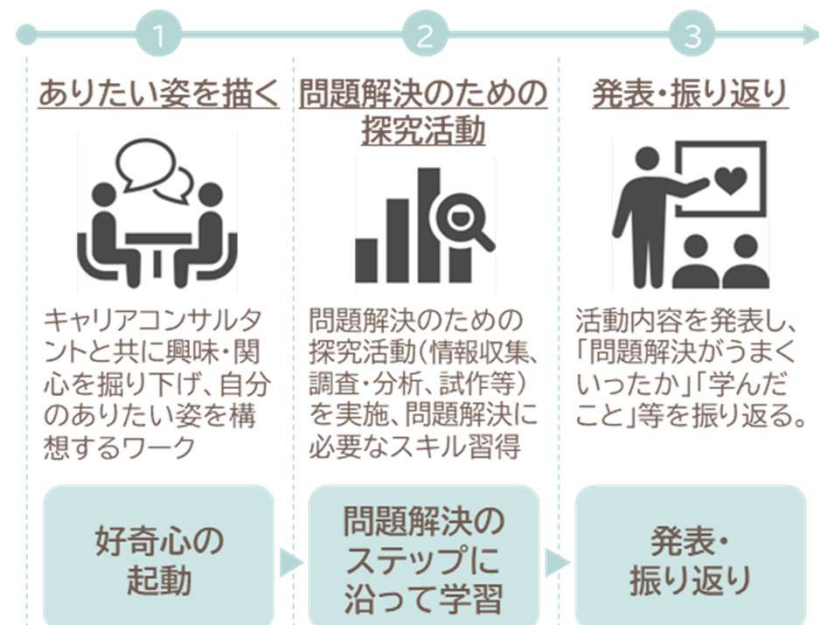 1
2
3
ありたい姿を描く
問題解決のための
探究活動
発表・振り返り
キャリアコンサルタ
ントと共に興味・関
心を掘り下げ、自分
のありたい姿を構
想するワーク
問題解決のための
探究活動(情報収集、
調査・分析、試作等)
を実施、問題解決に
必要なスキル習得
活動内容を発表し、
「問題解決がうまく
いったか」「学んだ
こと」等を振り返る。
好奇心の
起動
問題解決の
ステップに
沿って学習
発表・
振り返り